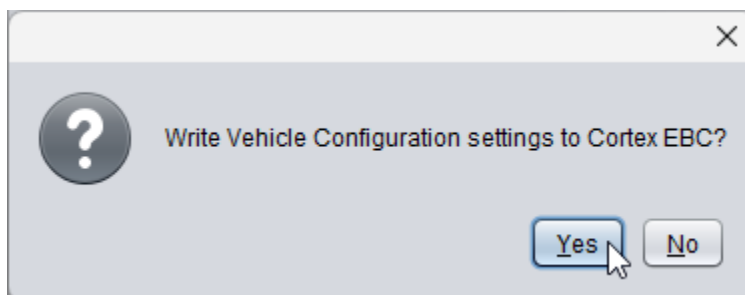 Write Vehicle Configuration settings to Cortex EBC?
Yes No